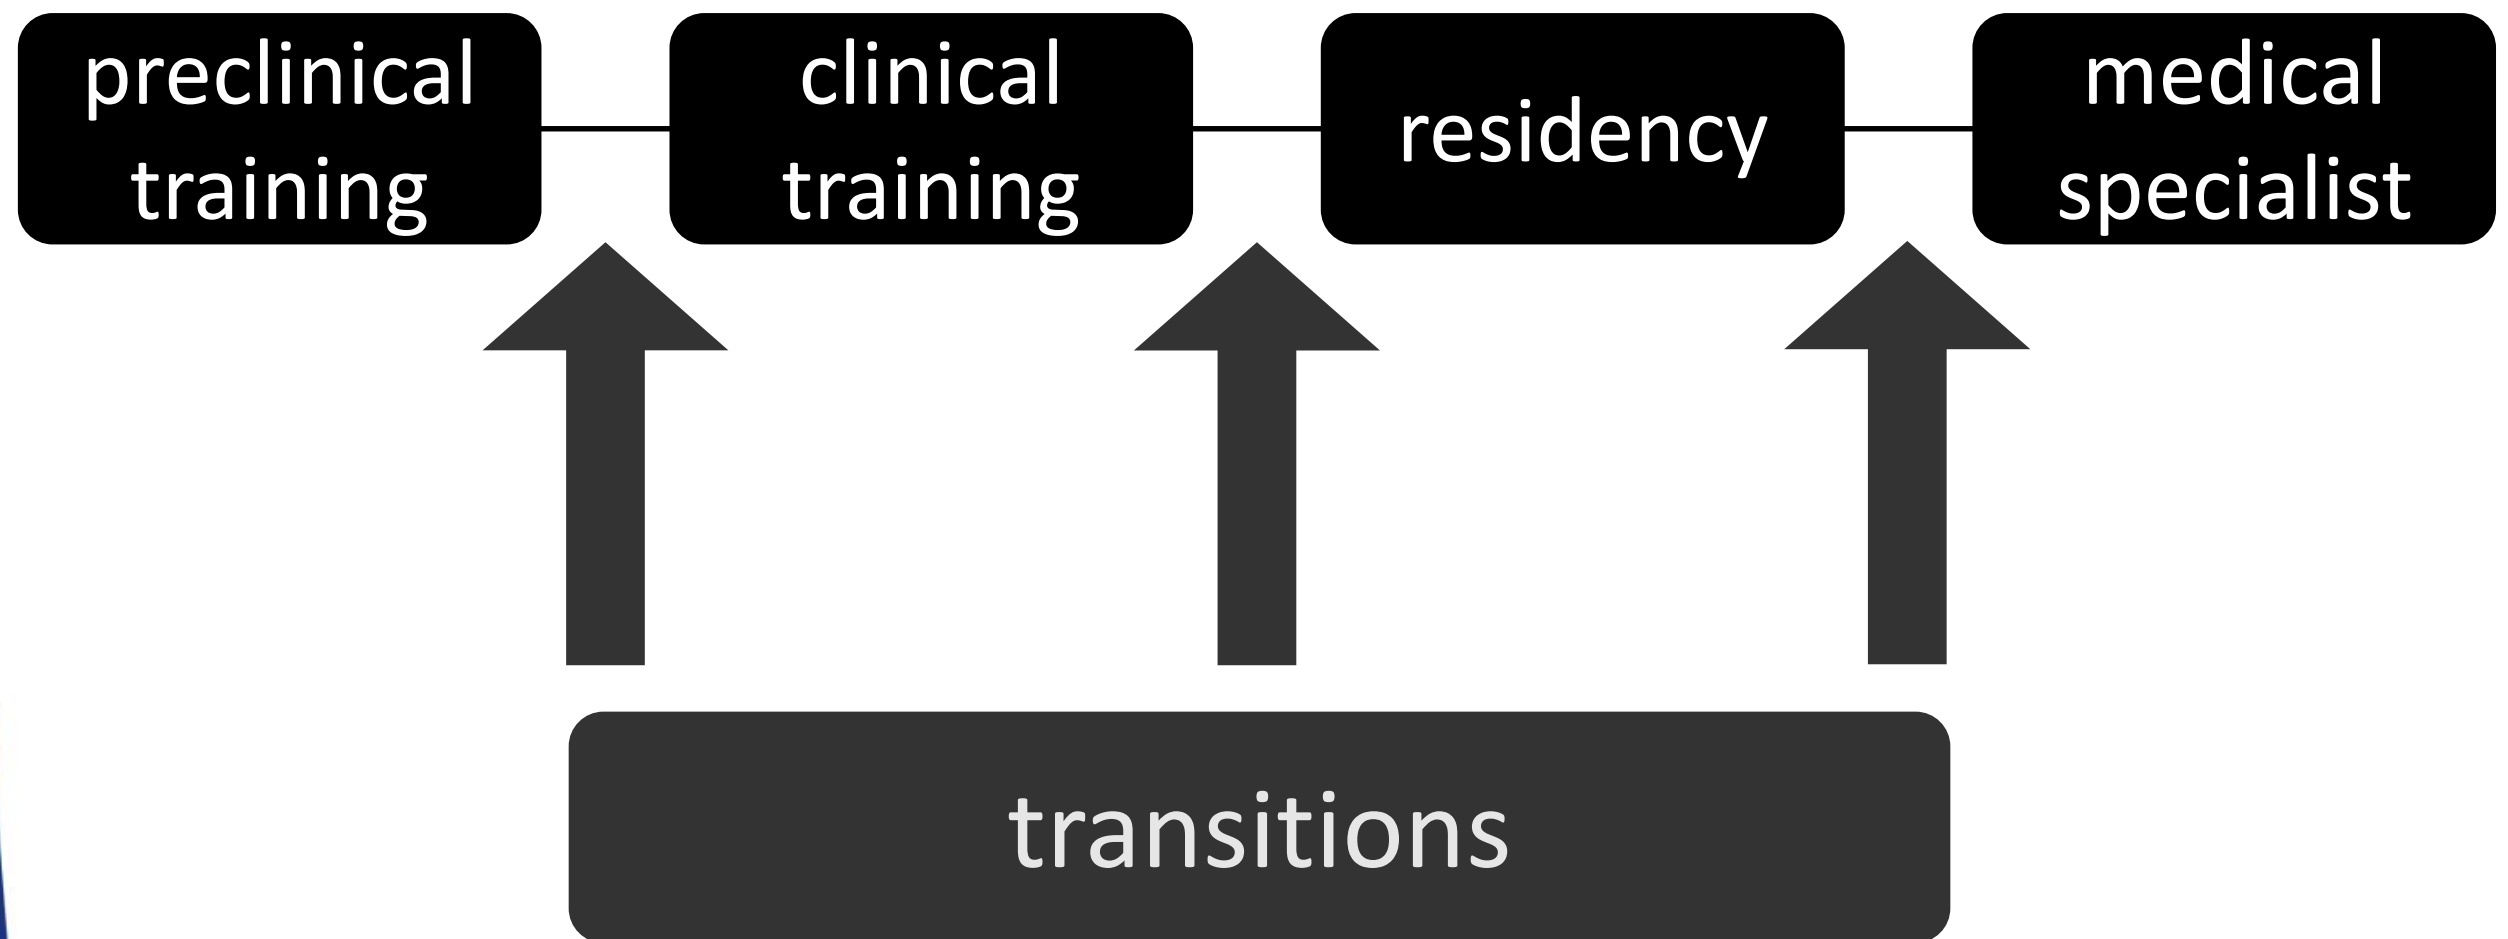 preclinical
training
clinical
training
residency
medical
specialist
transitions